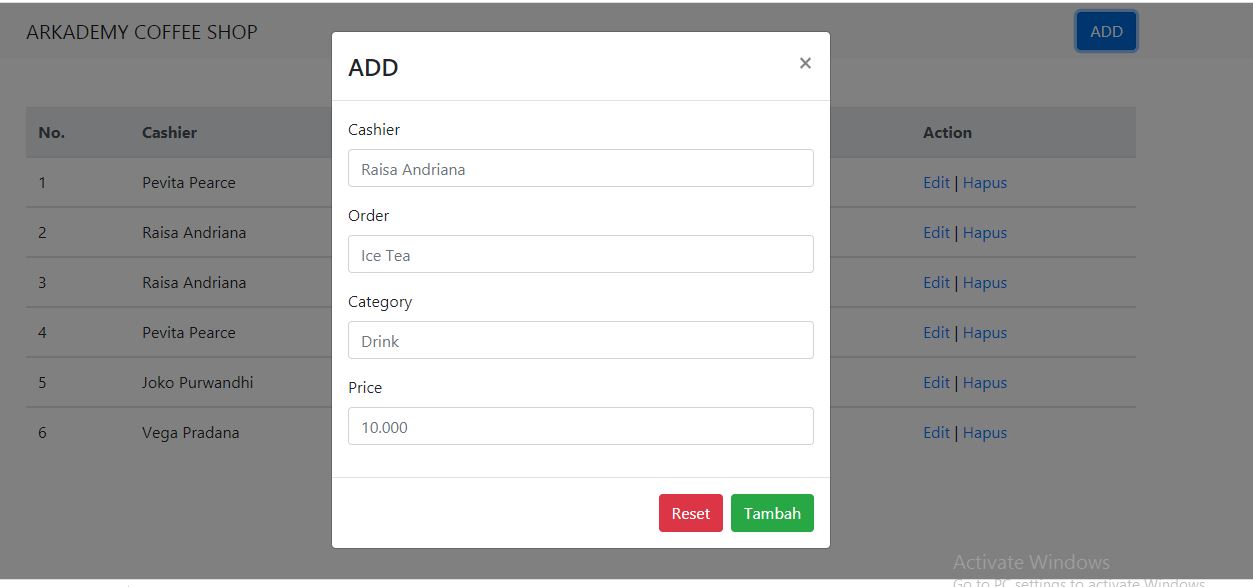 ARKADEMY COFFEE SHOP
ADD
ADD
×
Cashier
Raisa Andriana
Order
Ice Tea
Category
Drink
Price
10.000
Reset
Tambah
No. Cashier Action
1 Pevita Pearce Edit | Hapus
2 Raisa Andriana Edit | Hapus
3 Raisa Andriana Edit | Hapus
4 Pevita Pearce Edit | Hapus
5 Joko Purwandhi Edit | Hapus
6 Vega Pradana Edit | Hapus
Activate Windows
Go to PC settings to activate Windows.